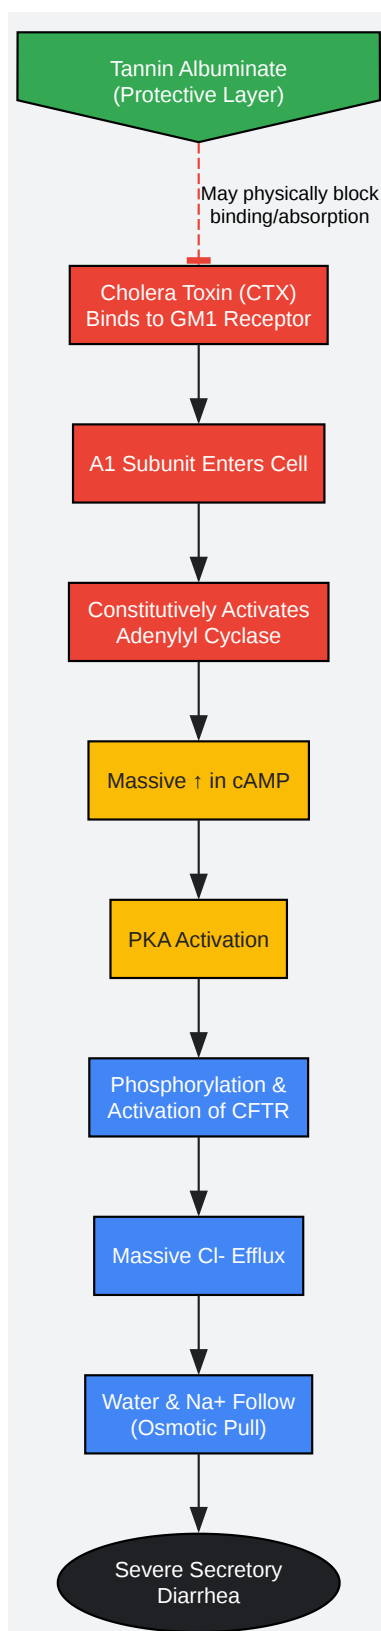 Tannin Albuminate
(Protective Layer)
May physically block
binding/absorption
Cholera Toxin (CTX)
Binds to GM1 Receptor
A1 Subunit Enters Cell
Constitutively Activates
Adenylyl Cyclase
Massive ↑ in cAMP
PKA Activation
Phosphorylation &
Activation of CFTR
Massive Cl- Efflux
Water & Na+ Follow
(Osmotic Pull)
Severe Secretory
Diarrhea